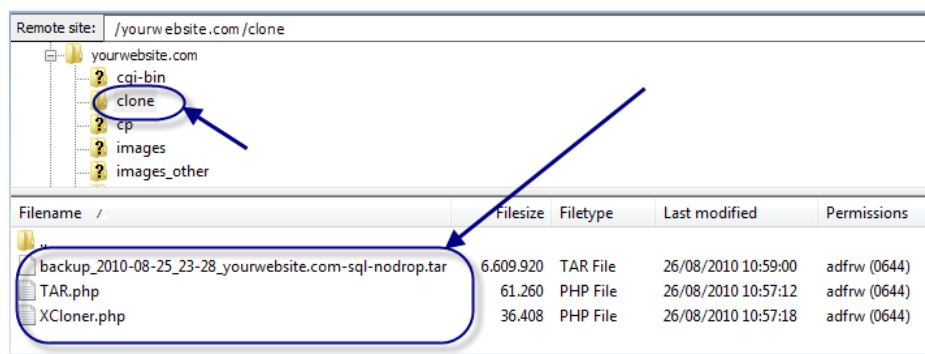 Remote site: /yourwebsite.com/clone
yourwebsite.com
? cgi-bin
clone
? cp
? images
? images_other
Filename / Filesize Filetype Last modified Permissions
..
backup_2010-08-25_23-28_yourwebsite.com-sql-nodrop.tar 6.609.920 TAR File 26/08/2010 10:59:00 adfrw (0644)
TAR.php 61.260 PHP File 26/08/2010 10:57:12 adfrw (0644)
XCloner.php 36.408 PHP File 26/08/2010 10:57:18 adfrw (0644)